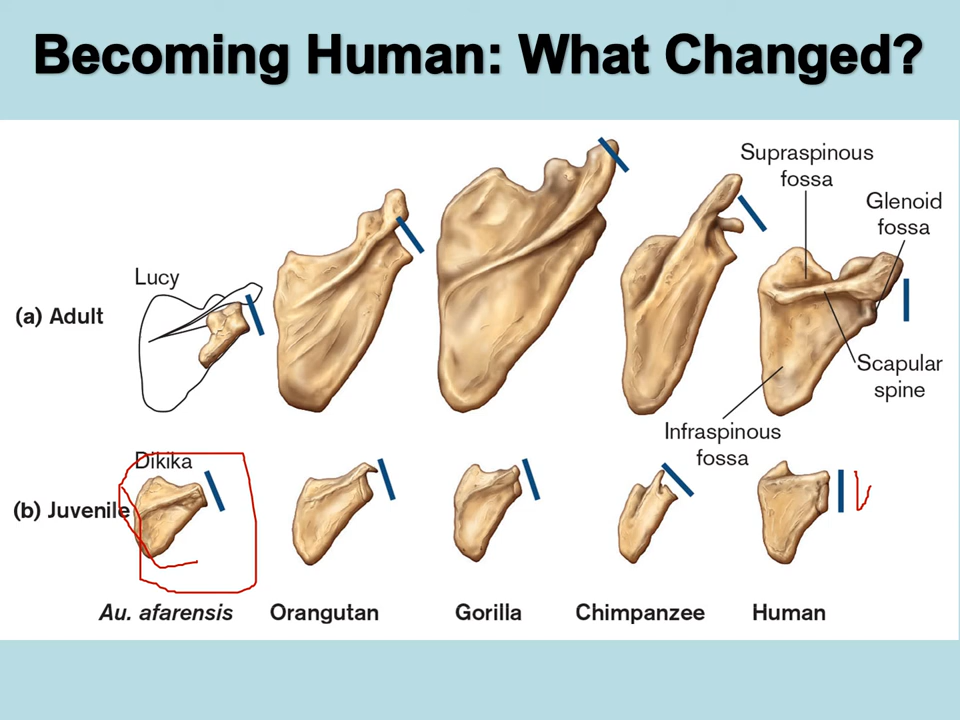 Becoming Human: What Changed?
Supraspinous
fossa
Glenoid
fossa
Lucy
(a) Adult
Scapular
spine
Infraspinous
fossa
Dikika
(b) Juvenile
Au. afarensis
Orangutan
Gorilla
Chimpanzee
Human